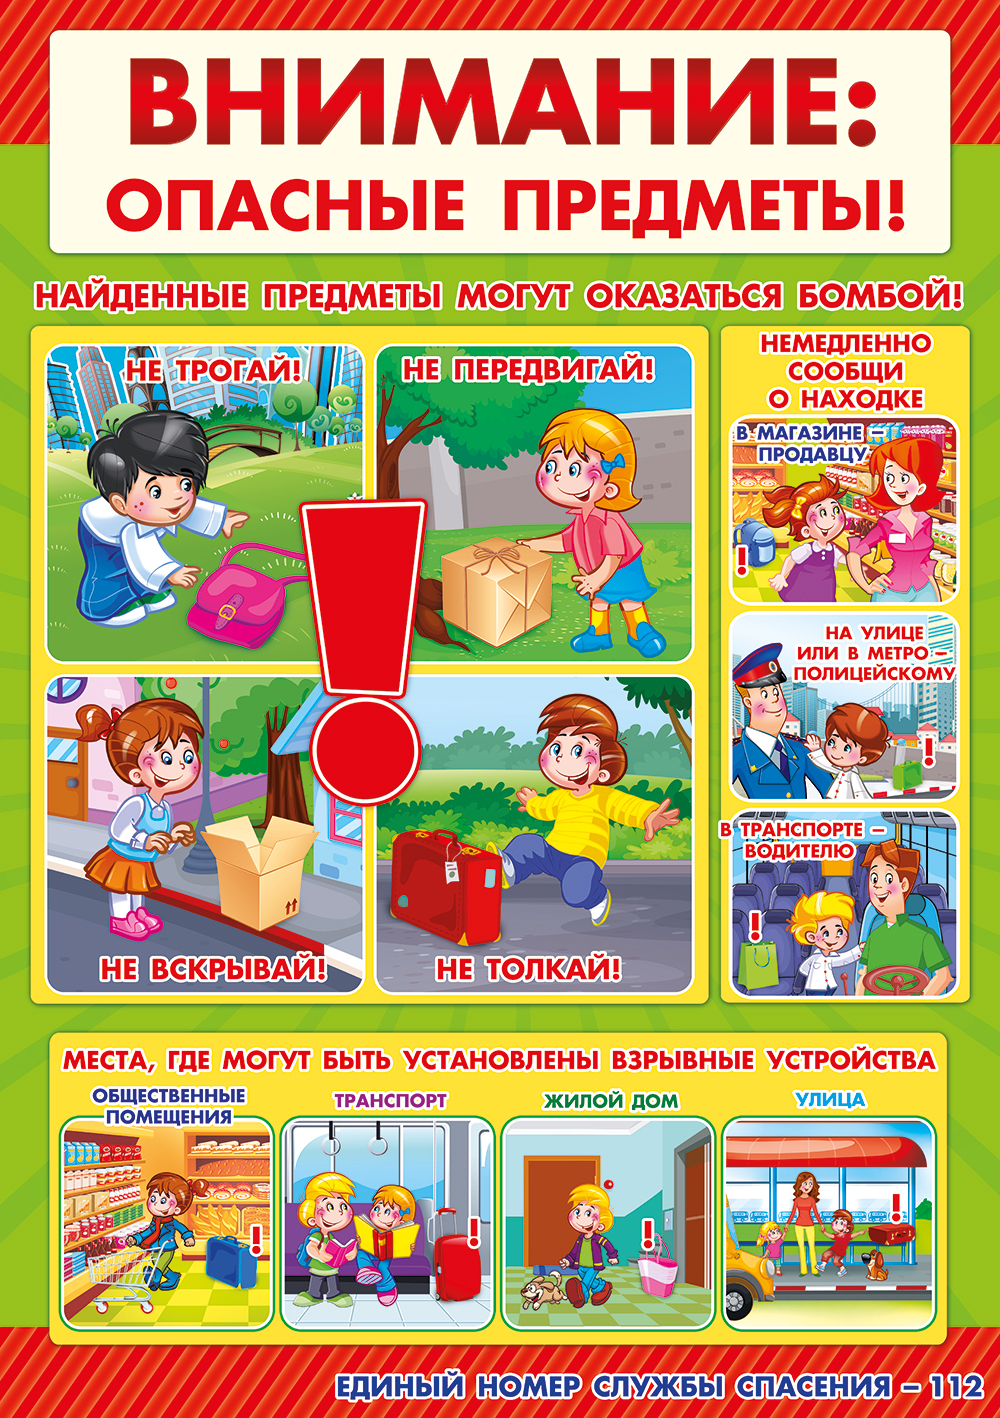 ВНИМАНИЕ:
ОПАСНЫЕ ПРЕДМЕТЫ!
НАЙДЕННЫЕ ПРЕДМЕТЫ МОГУТ ОКАЗАТЬСЯ БОМБОЙ!
НЕ ТРОГАЙ!
НЕ ПЕРЕДВИГАЙ!
!
НЕ ВСКРЫВАЙ!
НЕ ТОЛКАЙ!
НЕМЕДЛЕННО
СООБЩИ
О НАХОДКЕ
В МАГАЗИНЕ –
ПРОДАВЦУ
!
НА УЛИЦЕ
ИЛИ В МЕТРО –
ПОЛИЦЕЙСКОМУ
!
В ТРАНСПОРТЕ –
ВОДИТЕЛЮ
!
МЕСТА, ГДЕ МОГУТ БЫТЬ УСТАНОВЛЕНЫ ВЗРЫВНЫЕ УСТРОЙСТВА
ОБЩЕСТВЕННЫЕ
ПОМЕЩЕНИЯ
!
ТРАНСПОРТ
!
ЖИЛОЙ ДОМ
!
УЛИЦА
!
ЕДИНЫЙ НОМЕР СЛУЖБЫ СПАСЕНИЯ – 112